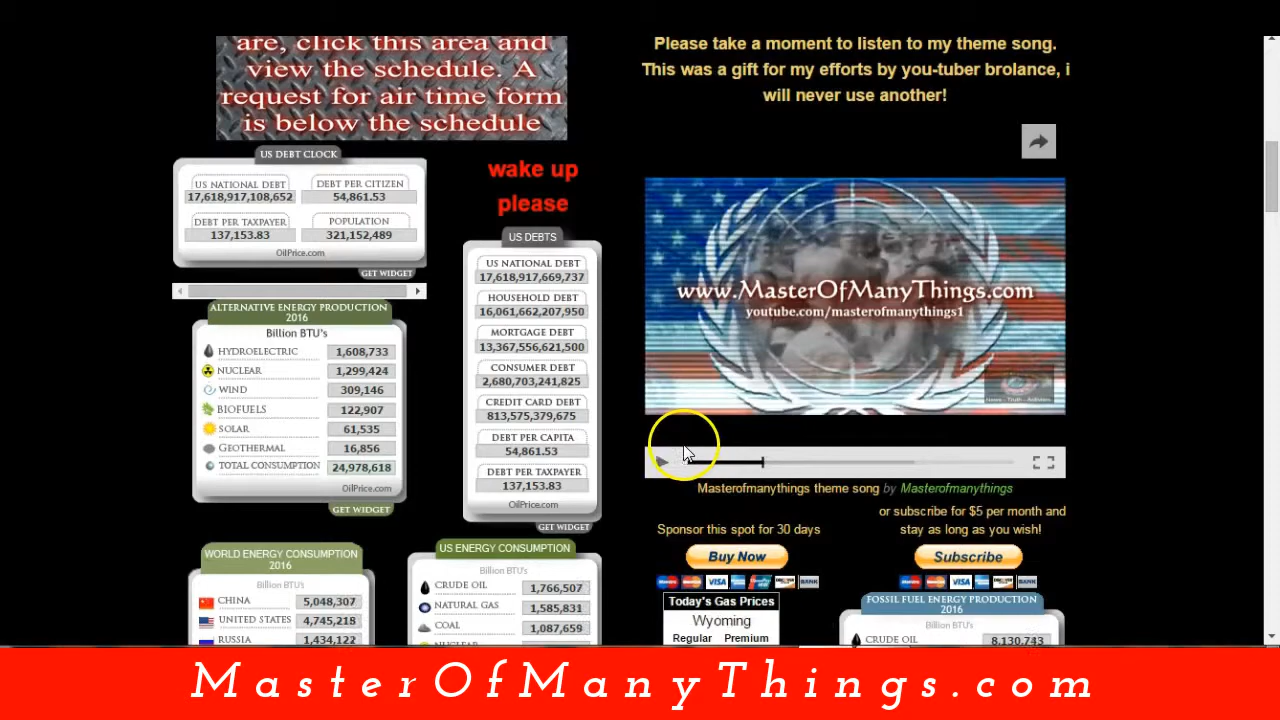 are, click this area and
view the schedule. A
request for air time form
is below the schedule
US DEBT CLOCK
US NATIONAL DEBT
17,618,917,108,652
DEBT PER CITIZEN
54,861.53
DEBT PER TAXPAYER
137,153.83
POPULATION
321,152,489
OilPrice.com
GET WIDGET
ALTERNATIVE ENERGY PRODUCTION
2016
Billion BTU's
HYDROELECTRIC 1,608,733
NUCLEAR 1,299,424
WIND 309,146
BIOFUELS 122,907
SOLAR 61,535
GEOTHERMAL 16,856
TOTAL CONSUMPTION 24,978,618
OilPrice.com
GET WIDGET
WORLD ENERGY CONSUMPTION
2016
Billion BTU's
CHINA 5,048,307
UNITED STATES 4,745,218
RUSSIA 1,434,122
wake up
please
US DEBTS
US NATIONAL DEBT
17,618,917,669,737
HOUSEHOLD DEBT
16,061,662,207,950
MORTGAGE DEBT
13,367,556,621,500
CONSUMER DEBT
2,680,703,241,825
CREDIT CARD DEBT
813,575,379,675
DEBT PER CAPITA
54,861.53
DEBT PER TAXPAYER
137,153.83
OilPrice.com
GET WIDGET
US ENERGY CONSUMPTION
Billion BTU's
CRUDE OIL 1,766,507
NATURAL GAS 1,585,831
COAL 1,087,659
Please take a moment to listen to my theme song.
This was a gift for my efforts by you-tuber brolance, i
will never use another!
www.MasterOfManyThings.com
youtube.com/masterofmanythings1
News - Truth - Activism
Masterofmanythings theme song by Masterofmanythings
Sponsor this spot for 30 days
Buy Now
VISA
BANK
or subscribe for $5 per month and
stay as long as you wish!
Subscribe
VISA
BANK
Today's Gas Prices
Wyoming
Regular Premium
FOSSIL FUEL ENERGY PRODUCTION
2016
Billion BTU's
CRUDE OIL 8,130,743
MasterOfManyThings.com